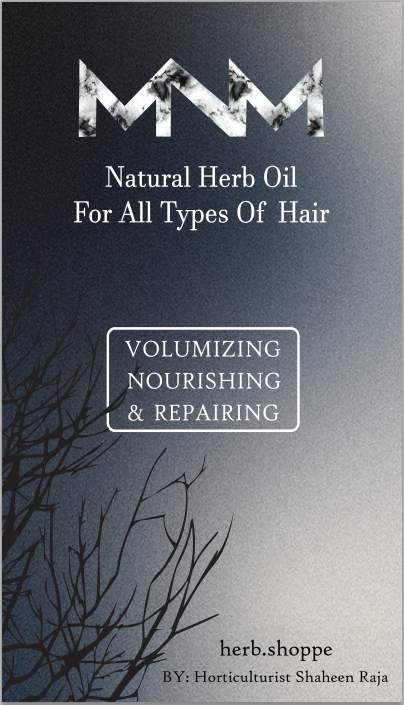 MNM
Natural Herb Oil
For All Types Of Hair
VOLUMIZING
NOURISHING
& REPAIRING
herb.shoppe
BY: Horticulturist Shaheen Raja